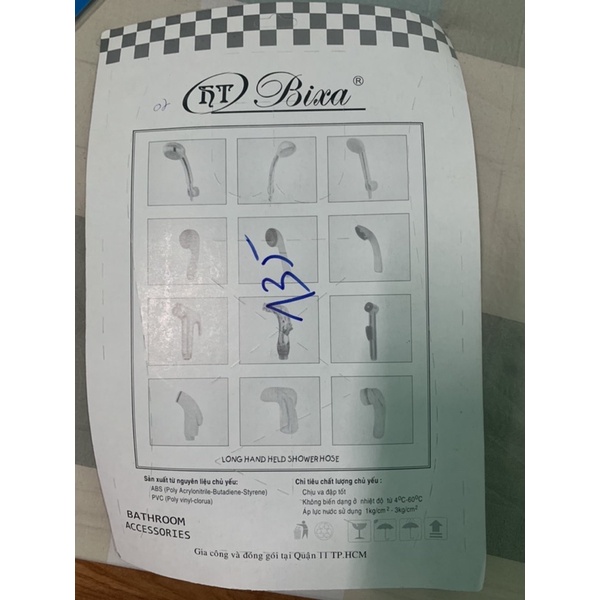 HT Bixa®
02
135
LONG HAND HELD SHOWER HOSE
Sản xuất từ nguyên liệu chủ yếu:
ABS (Poly Acrylonitrile-Butadiene-Styrene)
PVC (Poly vinyl-clorua)
Chỉ tiêu chất lượng chủ yếu :
Chịu va đập tốt
Không biến dạng ở nhiệt độ từ 4°C-60°C
Áp lực nước sử dụng 1kg/cm² - 3kg/cm²
BATHROOM
ACCESSORIES
Gia công và đóng gói tại Quận 11 TP.HCM